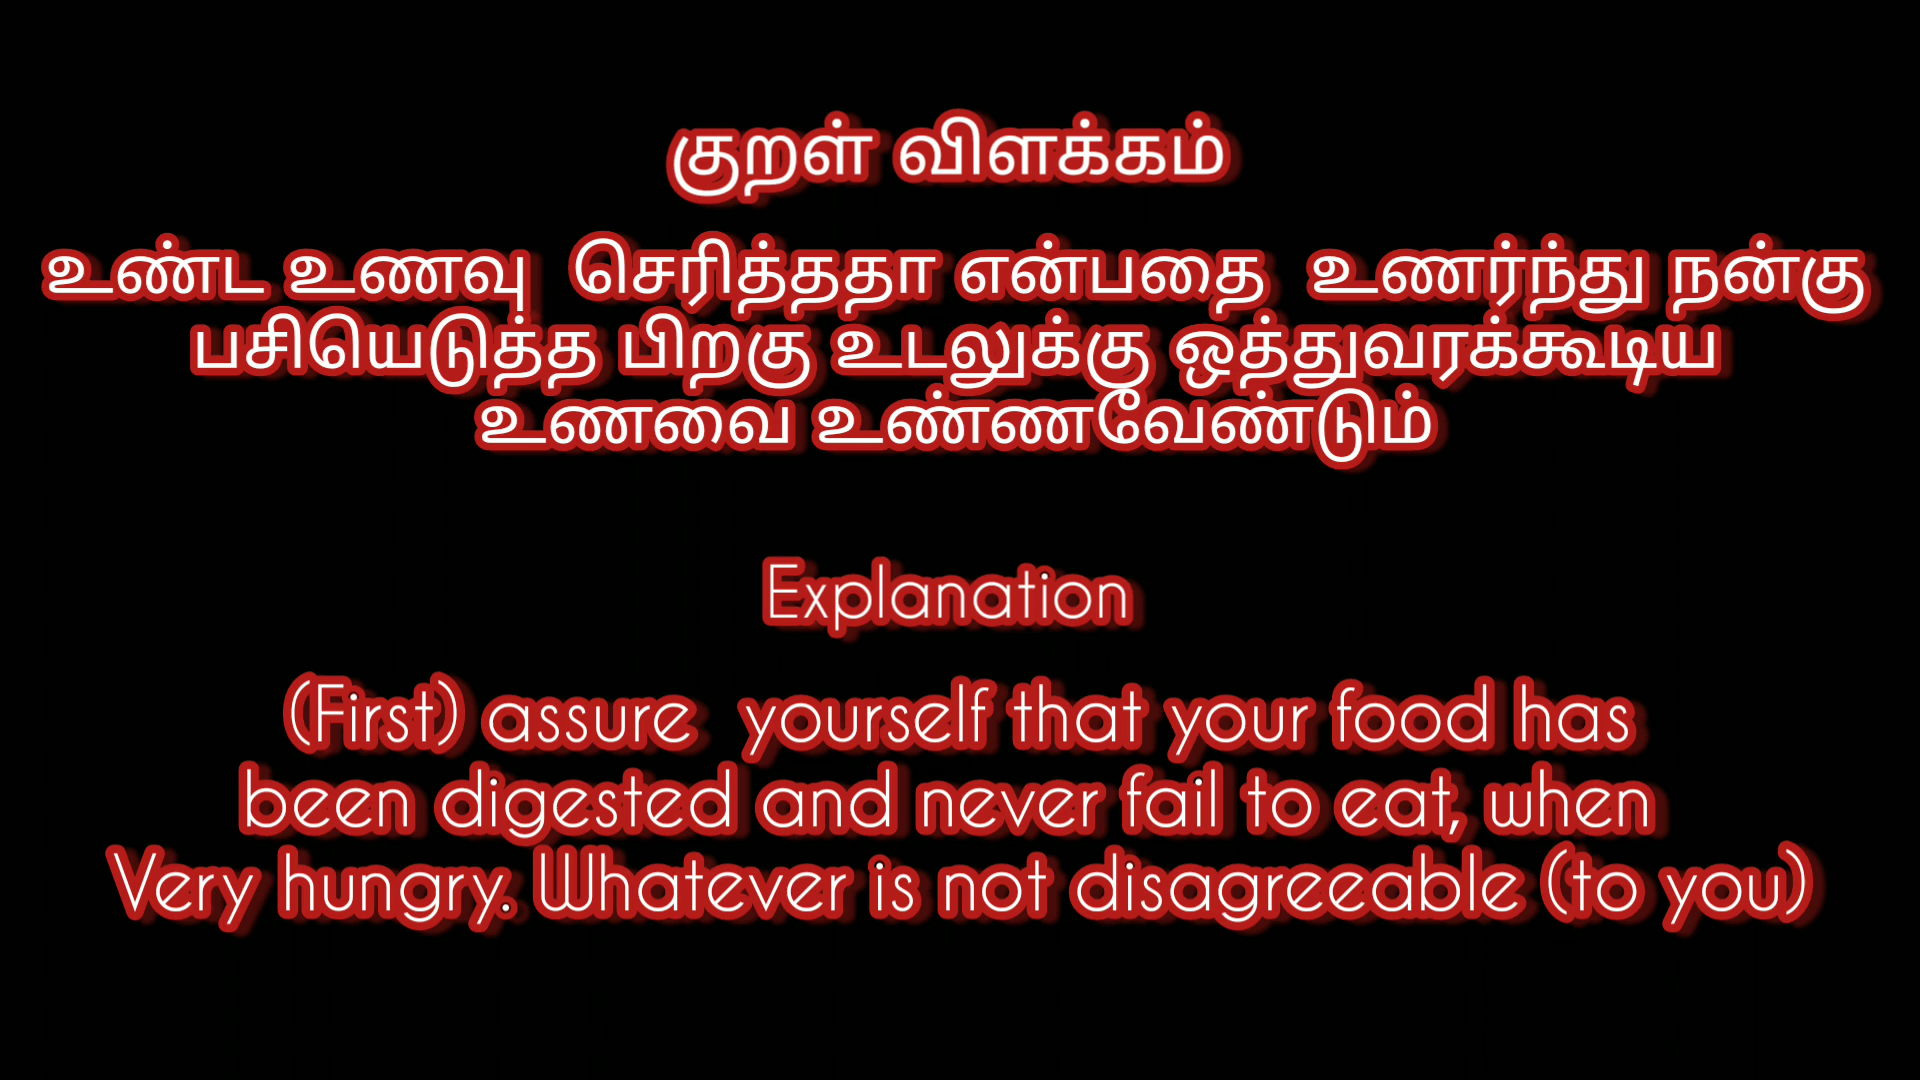 குறள் விளக்கம்
உண்ட உணவு  செரித்ததா என்பதை  உணர்ந்து நன்கு
பசியெடுத்த பிறகு உடலுக்கு ஒத்துவரக்கூடிய
உணவை உண்ணவேண்டும்
Explanation
(First) assure  yourself that your food has
been digested and never fail to eat, when
Very hungry. Whatever is not disagreeable (to you)